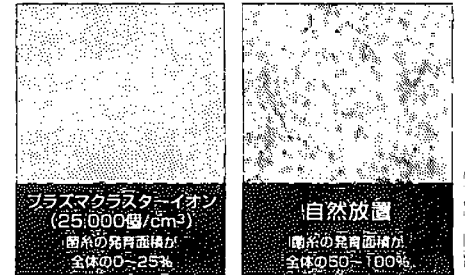 プラズマクラスターイオン
(25,000個/cm³)
菌糸の発育面積が
全体の0~25%
自然放置
菌糸の発育面積が
全体の50~100%